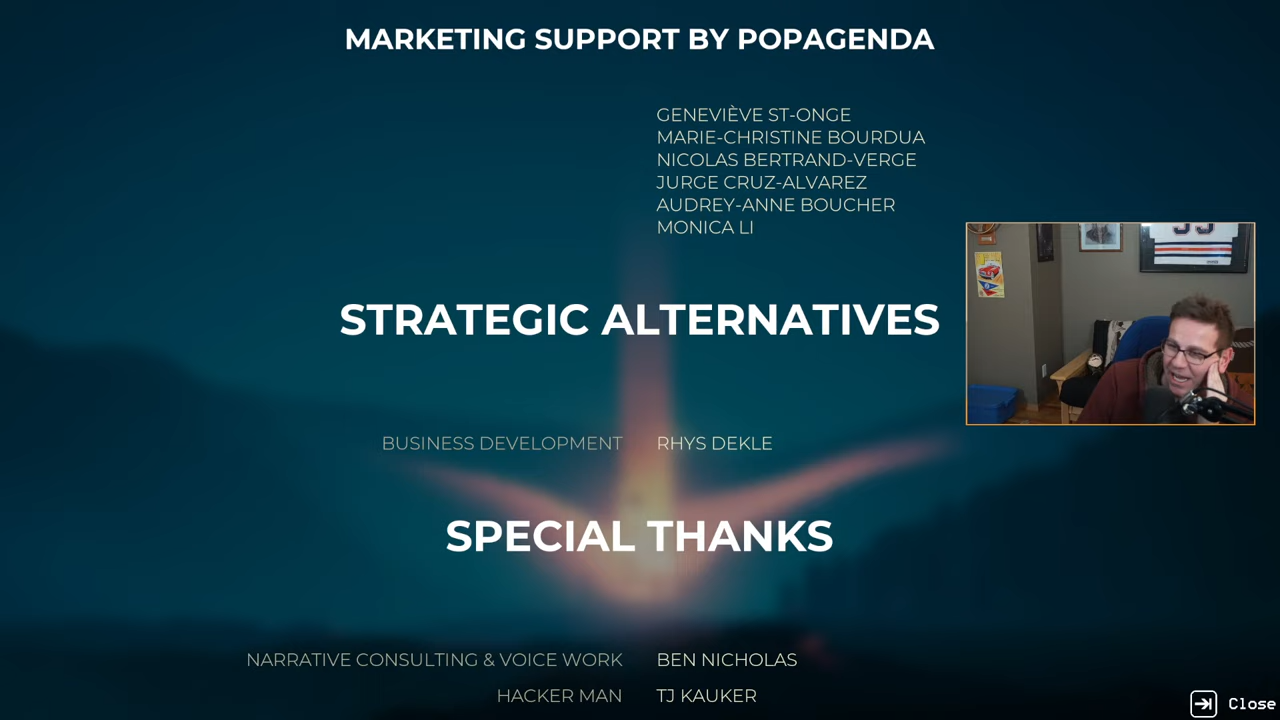 MARKETING SUPPORT BY POPAGENDA
GENEVIÈVE ST-ONGE
MARIE-CHRISTINE BOURDUA
NICOLAS BERTRAND-VERGE
JURGE CRUZ-ALVAREZ
AUDREY-ANNE BOUCHER
MONICA LI
STRATEGIC ALTERNATIVES
BUSINESS DEVELOPMENT RHYS DEKLE
SPECIAL THANKS
NARRATIVE CONSULTING & VOICE WORK BEN NICHOLAS
HACKER MAN TJ KAUKER
Close